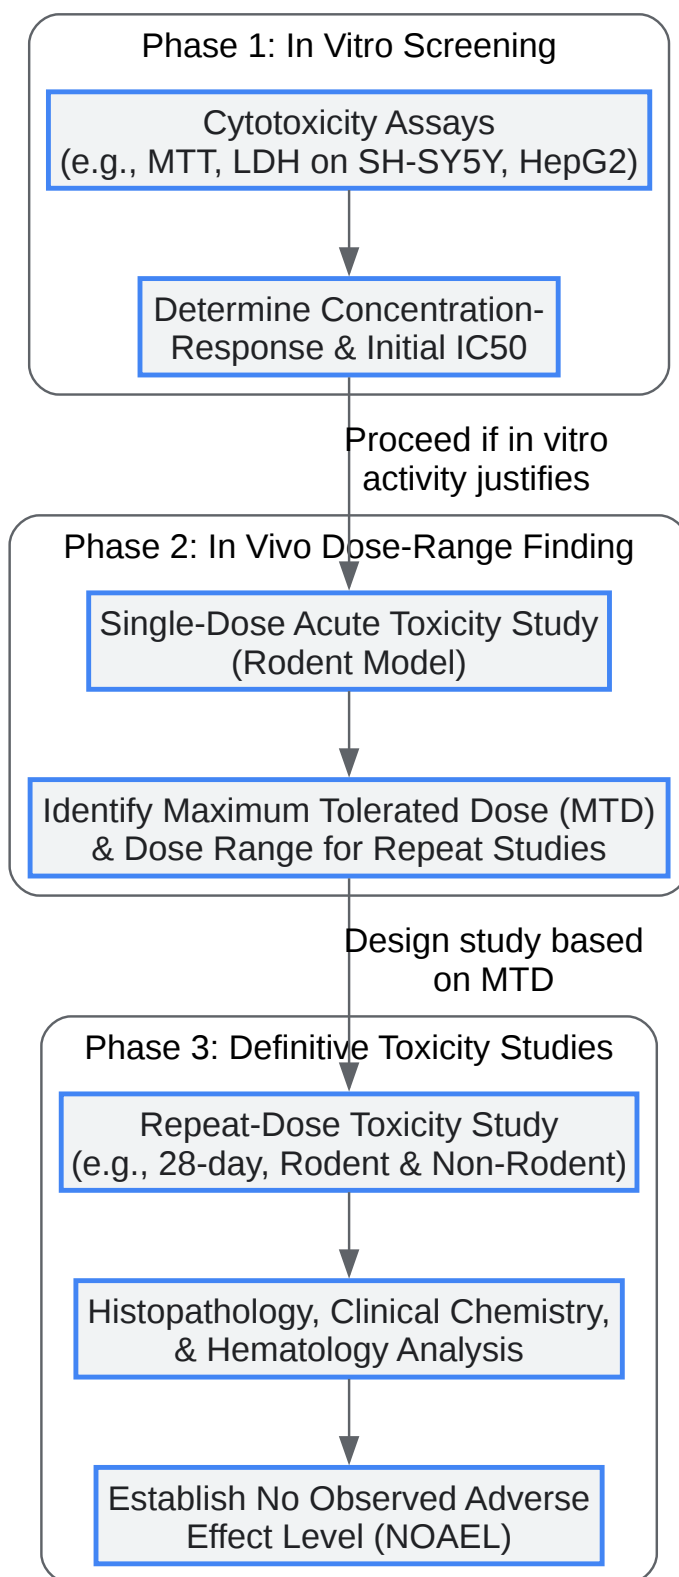 Phase 1: In Vitro Screening
Cytotoxicity Assays
(e.g., MTT, LDH on SH-SY5Y, HepG2)
Determine Concentration-
Response & Initial IC50
Proceed if in vitro
activity justifies
Phase 2: In Vivo Dose-Range Finding
Single-Dose Acute Toxicity Study
(Rodent Model)
Identify Maximum Tolerated Dose (MTD)
& Dose Range for Repeat Studies
Design study based
on MTD
Phase 3: Definitive Toxicity Studies
Repeat-Dose Toxicity Study
(e.g., 28-day, Rodent & Non-Rodent)
Histopathology, Clinical Chemistry,
& Hematology Analysis
Establish No Observed Adverse
Effect Level (NOAEL)